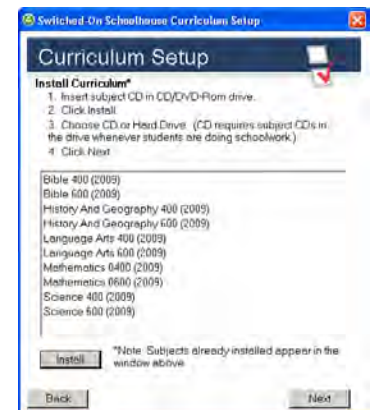 Switched-On Schoolhouse Curriculum Setup
Curriculum Setup
Install Curriculum*
1. Insert subject CD in CD/DVD-Rom drive.
2. Click Install
3. Choose CD or Hard Drive. (CD requires subject CDs in
the drive whenever students are doing schoolwork.)
4. Click Next
Bible 400 (2009)
Bible 600 (2009)
History And Geography 400 (2009)
History And Geography 600 (2009)
Language Arts 400 (2009)
Language Arts 600 (2009)
Mathematics 0400 (2009)
Mathematics 0600 (2009)
Science 400 (2009)
Science 600 (2009)
Install
*Note: Subjects already installed appear in the
window above.
Back
Next